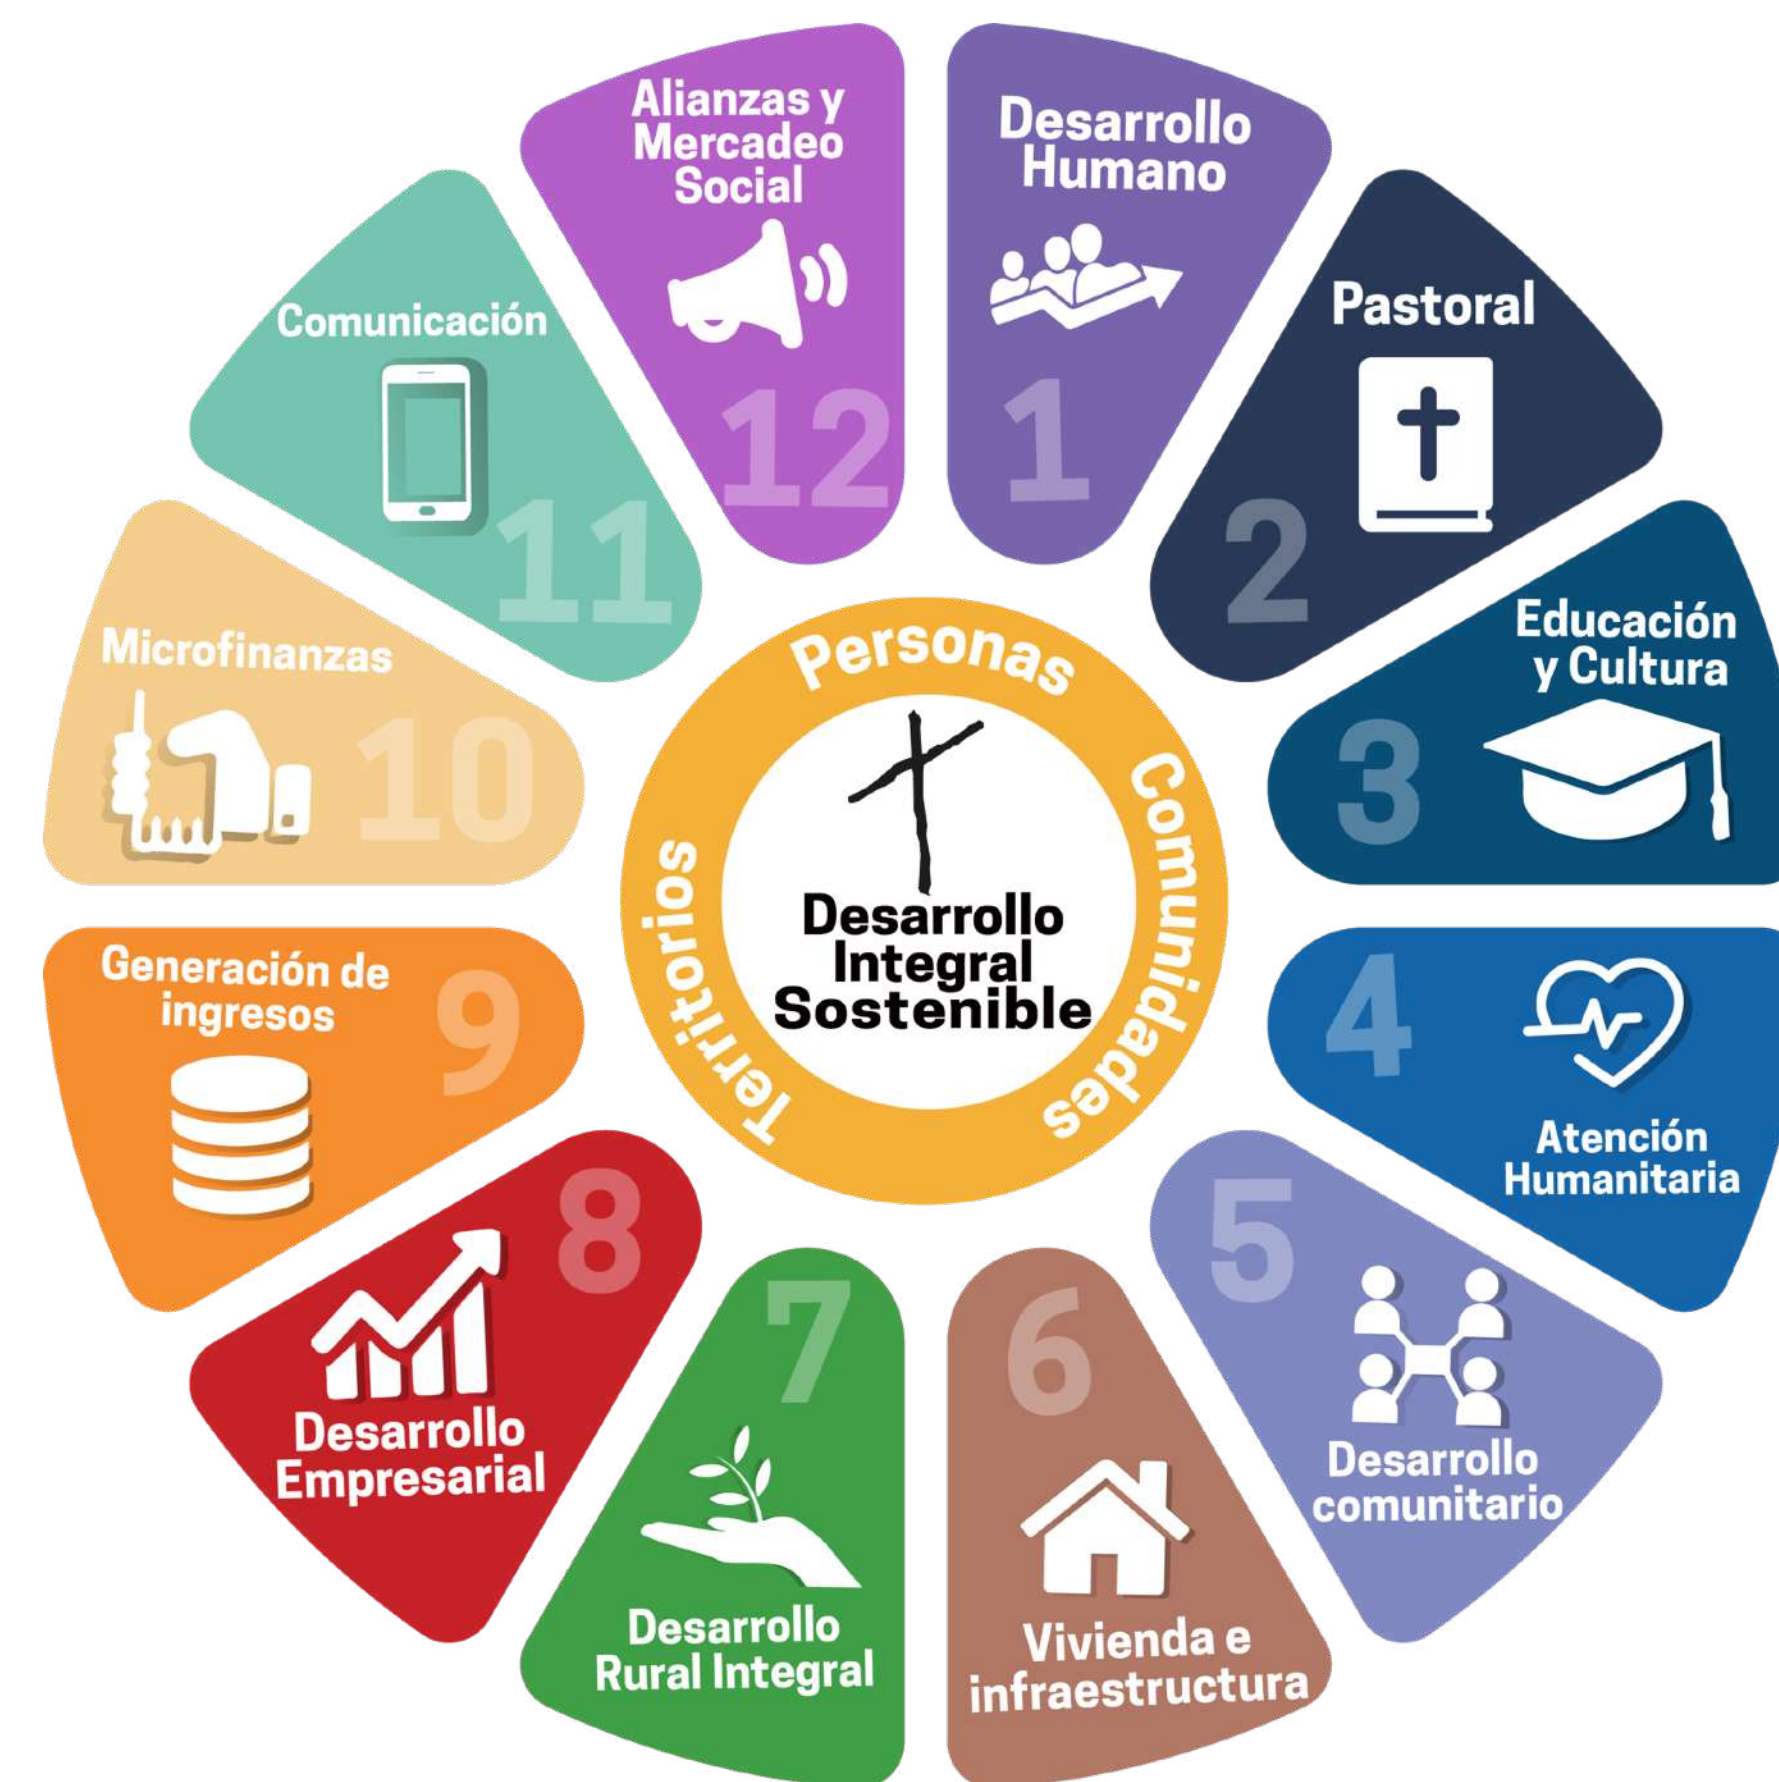 Desarrollo
Humano
1
Pastoral
2
Educación
y Cultura
3
4
Atención
Humanitaria
5
Desarrollo
comunitario
6
Vivienda e
infraestructura
7
Desarrollo
Rural Integral
8
Desarrollo
Empresarial
Generación de
ingresos
9
Microfinanzas
10
Comunicación
11
Alianzas y
Mercadeo
Social
12
Personas
Comunidades
Territorios
Desarrollo
Integral
Sostenible